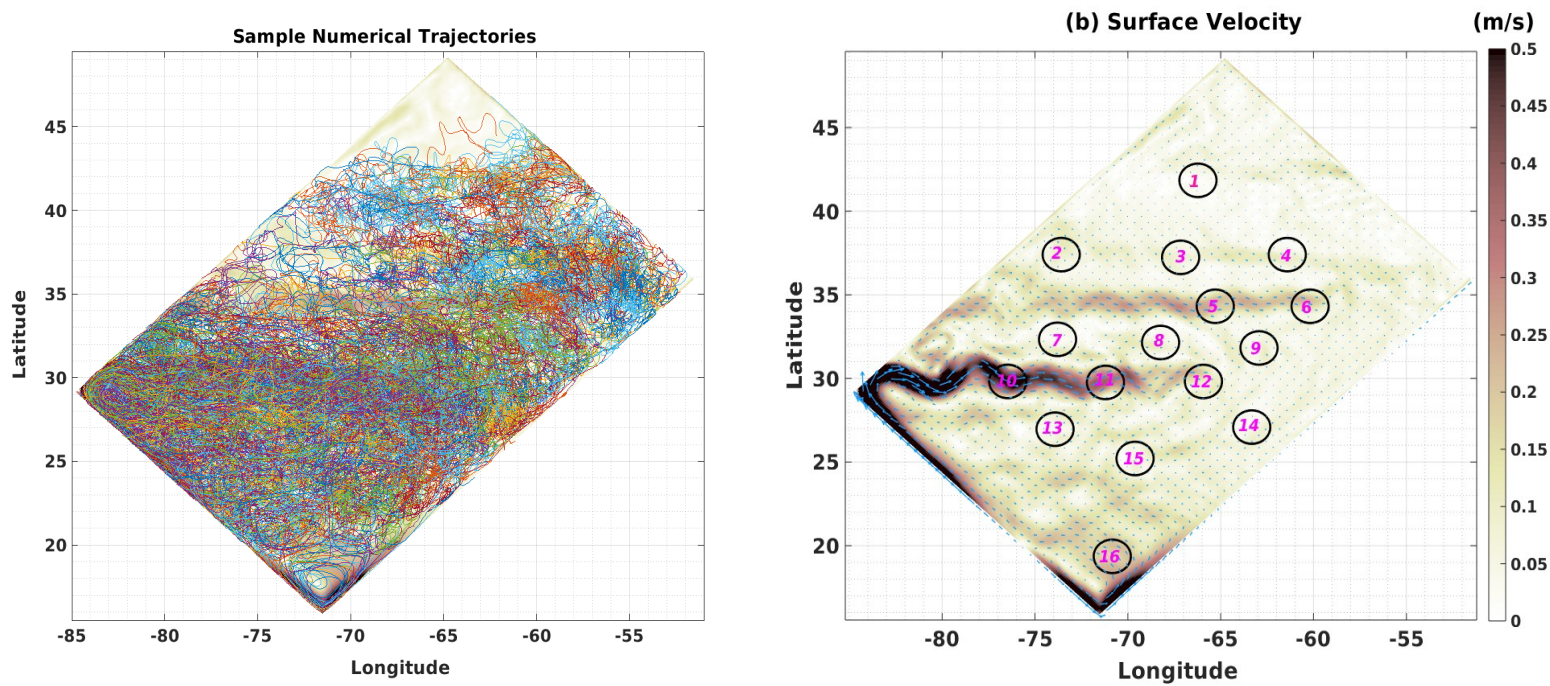 Sample Numerical Trajectories
45
40
35
30
25
20
Latitude
-85 -80 -75 -70 -65 -60 -55
Longitude
(b) Surface Velocity
(m/s)
45
40
35
30
25
20
Latitude
1
2 3 4
5 6
7 8 9
10 11 12
13 14
15
16
-80 -75 -70 -65 -60 -55
Longitude
0.5
0.45
0.4
0.35
0.3
0.25
0.2
0.15
0.1
0.05
0